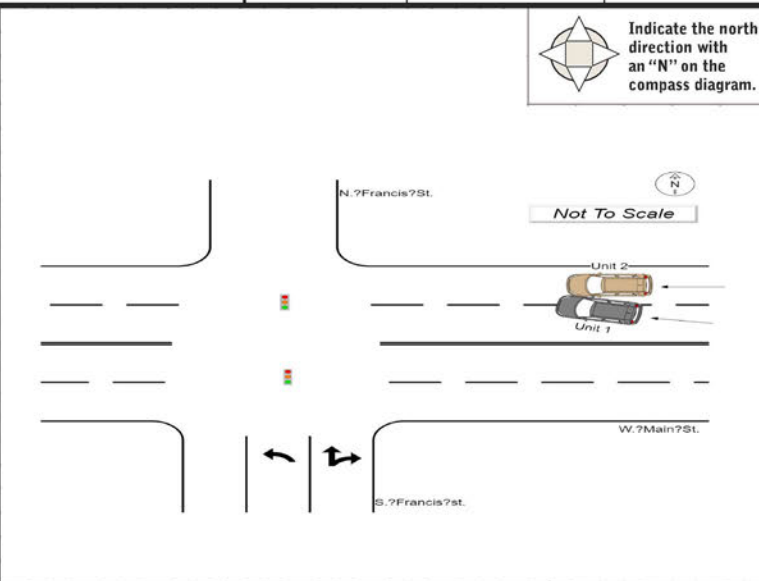 Indicate the north
direction with
an “N” on the
compass diagram.
N.?Francis?St.
N
Not To Scale
Unit 2
Unit 1
W.?Main?St.
S.?Francis?st.